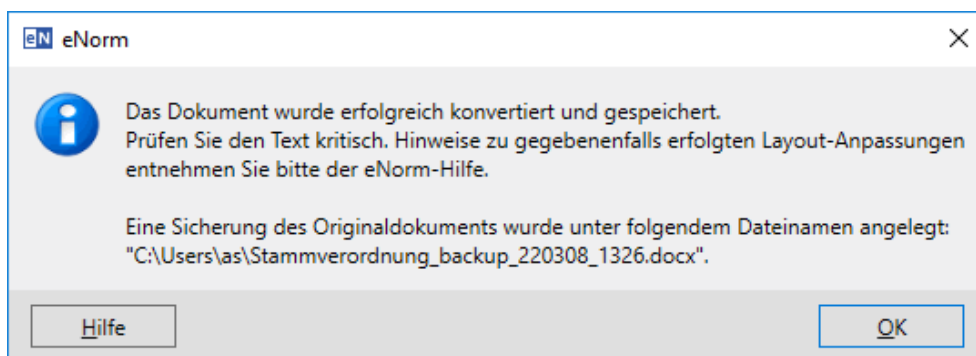 eN eNorm
Das Dokument wurde erfolgreich konvertiert und gespeichert.
Prüfen Sie den Text kritisch. Hinweise zu gegebenenfalls erfolgten Layout-Anpassungen
entnehmen Sie bitte der eNorm-Hilfe.
Eine Sicherung des Originaldokuments wurde unter folgendem Dateinamen angelegt:
"C:\Users\as\Stammverordnung_backup_220308_1326.docx".
Hilfe
OK